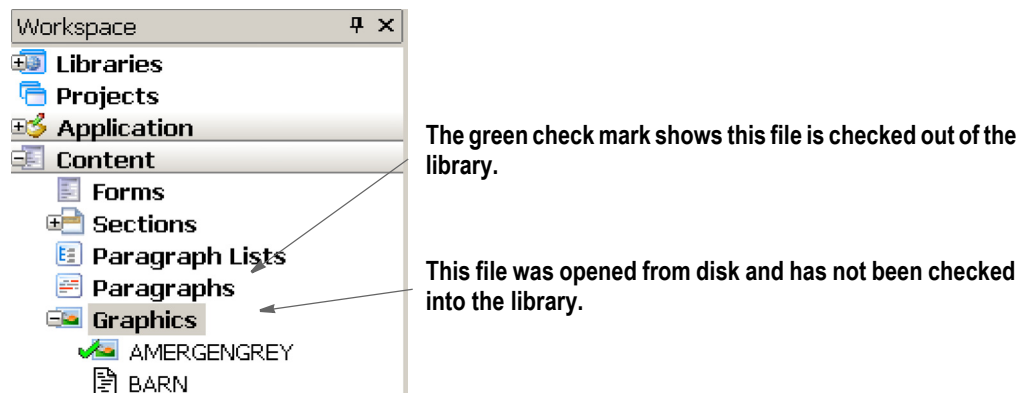 Workspace
Libraries
Projects
Application
Content
Forms
Sections
Paragraph Lists
Paragraphs
Graphics
AMERGENGREY
BARN
The green check mark shows this file is checked out of the
library.
This file was opened from disk and has not been checked
into the library.